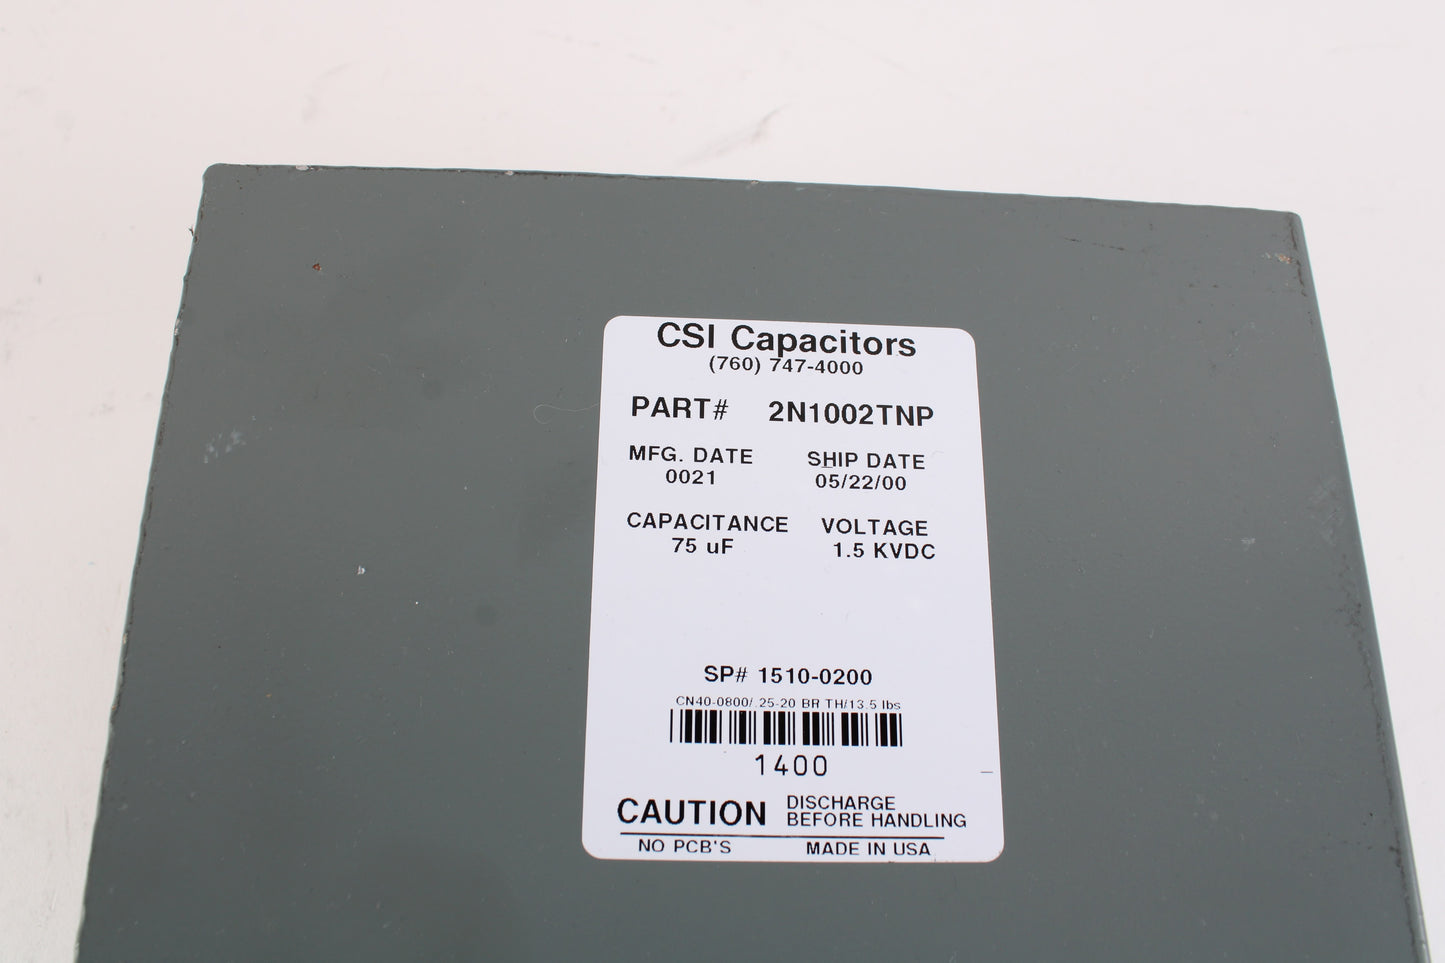 CSI Capacitors
(760) 747-4000
PART# 2N1002TNP
MFG. DATE SHIP DATE
0021 05/22/00
CAPACITANCE VOLTAGE
75 uF 1.5 KVDC
SP# 1510-0200
CN40-0800/.25-20 BR TH/13.5 lbs
1400
CAUTION DISCHARGE
BEFORE HANDLING
NO PCB'S MADE IN USA